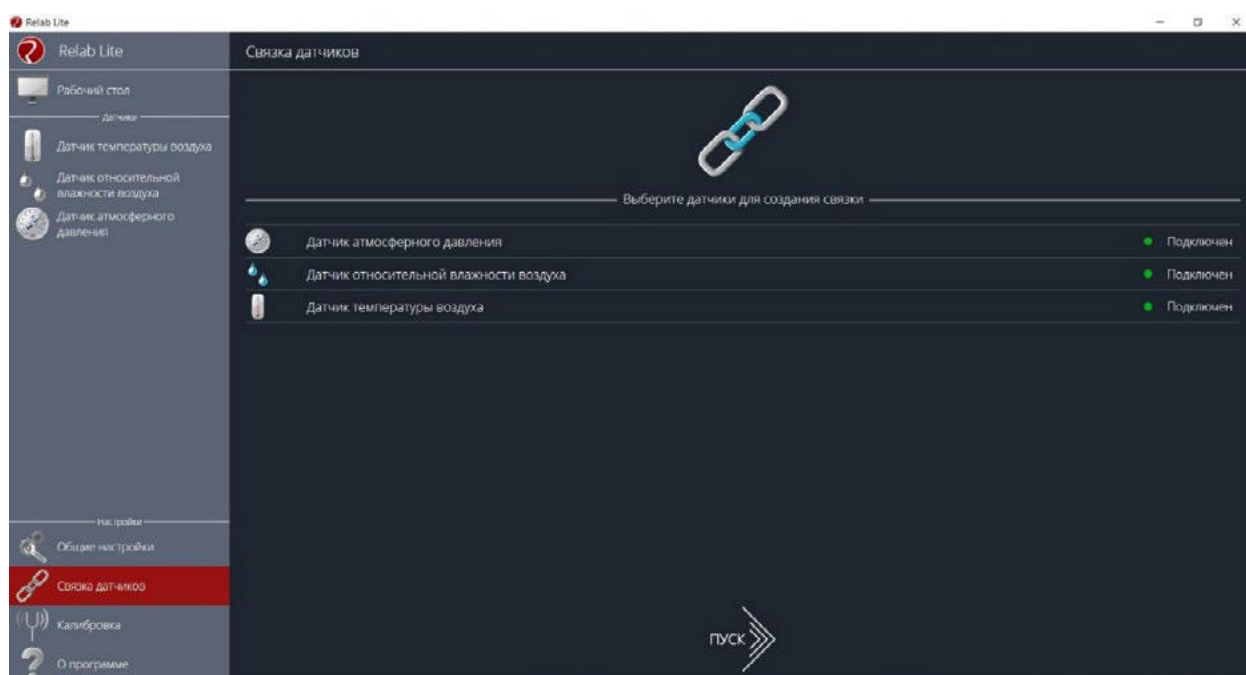 Relab Lite
Relab Lite
Рабочий стол
Датчики
Датчик температуры воздуха
Датчик относительной
влажности воздуха
Датчик атмосферного
давления
Настройки
Общие настройки
Связка датчиков
Калибровка
О программе
Связка датчиков
Выберите датчики для создания связки
Датчик атмосферного давления
Подключен
Датчик относительной влажности воздуха
Подключен
Датчик температуры воздуха
Подключен
ПУСК